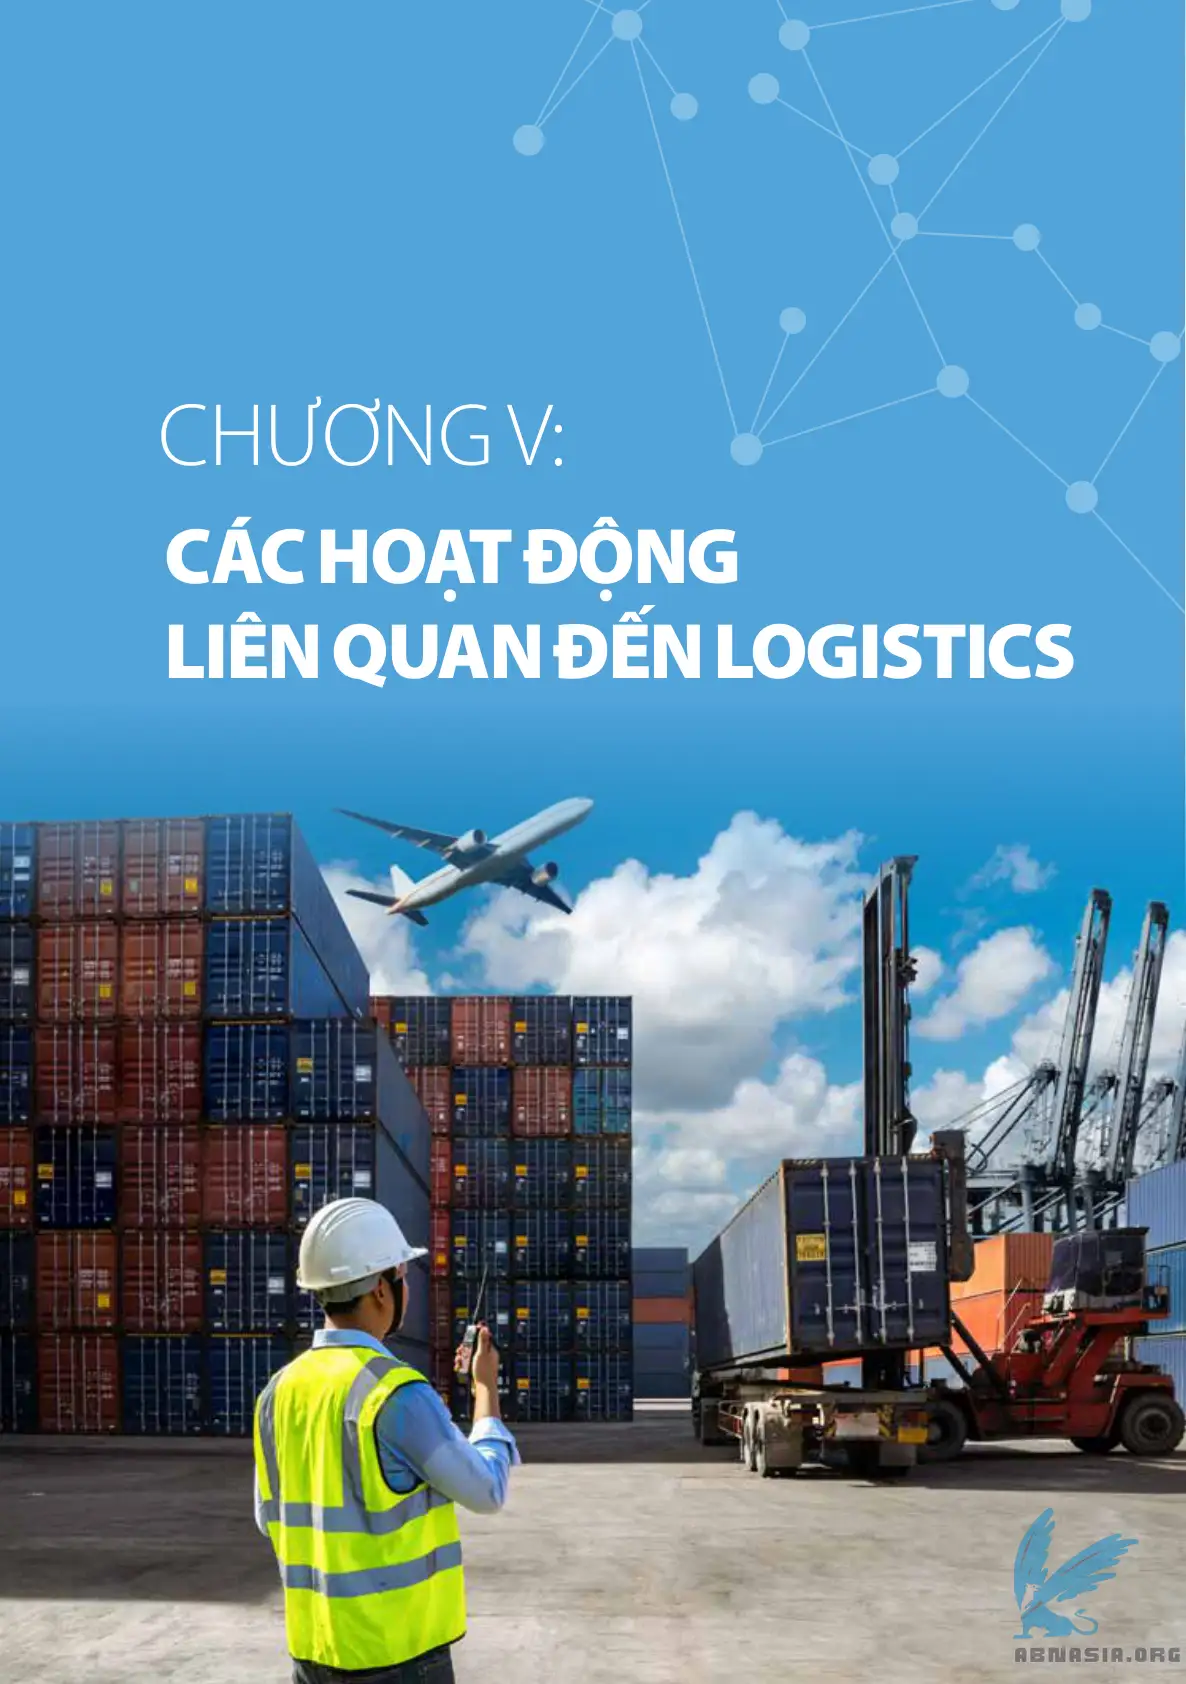 CHƯƠNG V:
CÁC HOẠT ĐỘNG
LIÊN QUAN ĐẾN LOGISTICS
ABNASIA.ORG